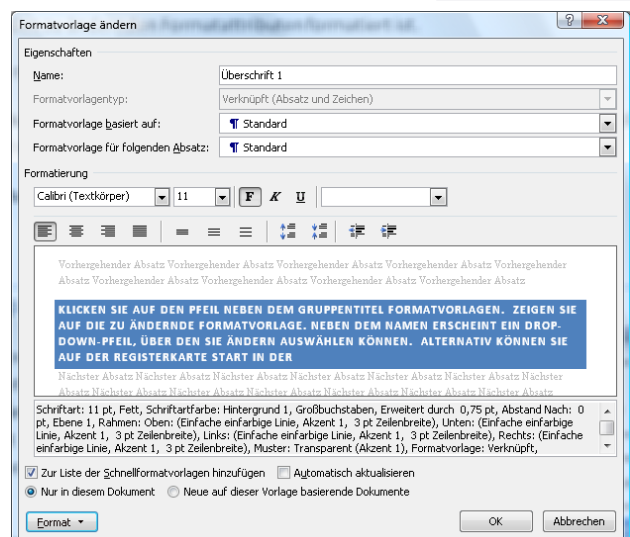 Formatvorlage ändern
Eigenschaften
Name: Überschrift 1
Formatvorlagentyp: Verknüpft (Absatz und Zeichen)
Formatvorlage basiert auf: ¶ Standard
Formatvorlage für folgenden Absatz: ¶ Standard
Formatierung
Calibri (Textkörper) 11 F K U
Vorhergehender Absatz Vorhergehender Absatz Vorhergehender Absatz Vorhergehender Absatz Vorhergehender
Absatz Vorhergehender Absatz Vorhergehender Absatz Vorhergehender Absatz Vorhergehender Absatz
KLICKEN SIE AUF DEN PFEIL NEBEN DEM GRUPPENTITEL FORMATVORLAGEN. ZEIGEN SIE
AUF DIE ZU ÄNDERNDE FORMATVORLAGE. NEBEN DEM NAMEN ERSCHEINT EIN DROP-
DOWN-PFEIL, ÜBER DEN SIE ÄNDERN AUSWÄHLEN KÖNNEN. ALTERNATIV KÖNNEN SIE
AUF DER REGISTERKARTE START IN DER
Nächster Absatz Nächster Absatz Nächster Absatz Nächster Absatz Nächster Absatz Nächster Absatz
Absatz Nächster Absatz Nächster Absatz Nächster Absatz Nächster Absatz Nächster Absatz Nächster
Schriftart: 11 pt, Fett, Schriftartfarbe: Hintergrund 1, Großbuchstaben, Erweitert durch 0,75 pt, Abstand Nach: 0
pt, Ebene 1, Rahmen: Oben: (Einfache einfarbige Linie, Akzent 1, 3 pt Zeilenbreite), Unten: (Einfache einfarbige
Linie, Akzent 1, 3 pt Zeilenbreite), Links: (Einfache einfarbige Linie, Akzent 1, 3 pt Zeilenbreite), Rechts: (Einfache
einfarbige Linie, Akzent 1, 3 pt Zeilenbreite), Muster: Transparent (Akzent 1), Formatvorlage: Verknüpft,
Zur Liste der Schnellformatvorlagen hinzufügen Automatisch aktualisieren
Nur in diesem Dokument Neue auf dieser Vorlage basierende Dokumente
Format OK Abbrechen